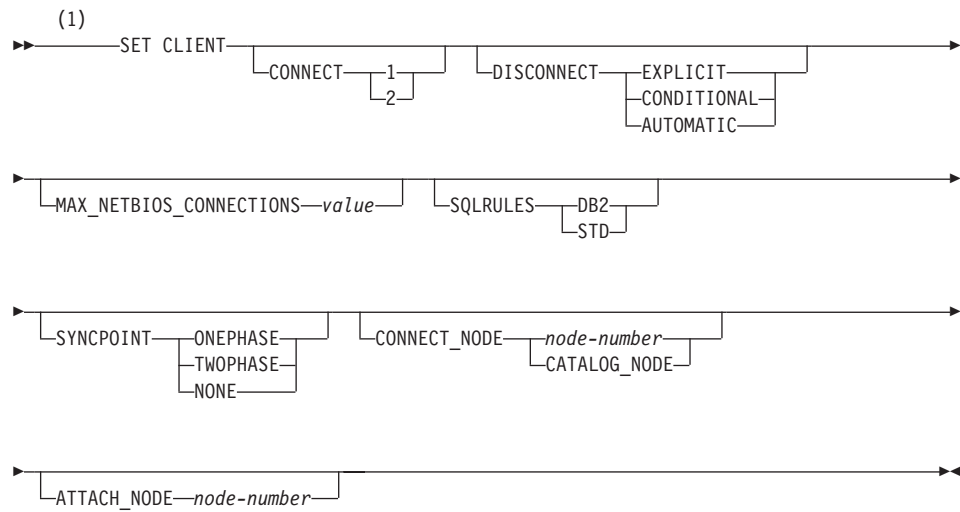 (1)
SET CLIENT
CONNECT 1 DISCONNECT EXPLICIT
2 CONDITIONAL
AUTOMATIC
MAX_NETBIOS_CONNECTIONS value SQLRULES DB2
STD
SYNCPOINT ONEPHASE CONNECT_NODE node-number
TWOPHASE CATALOG_NODE
NONE
ATTACH_NODE node-number